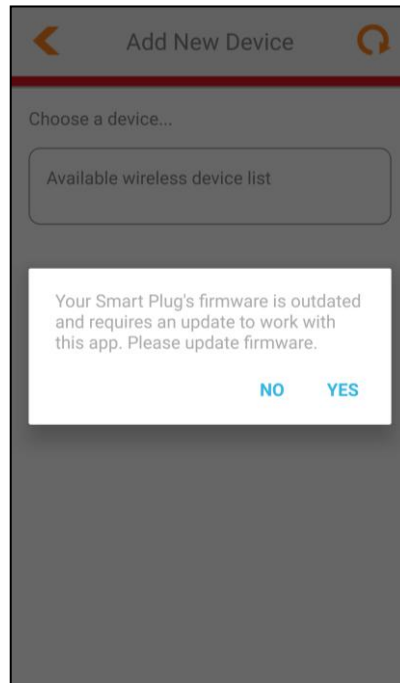 Add New Device
Choose a device...
Available wireless device list
Your Smart Plug's firmware is outdated
and requires an update to work with
this app. Please update firmware.
NO YES